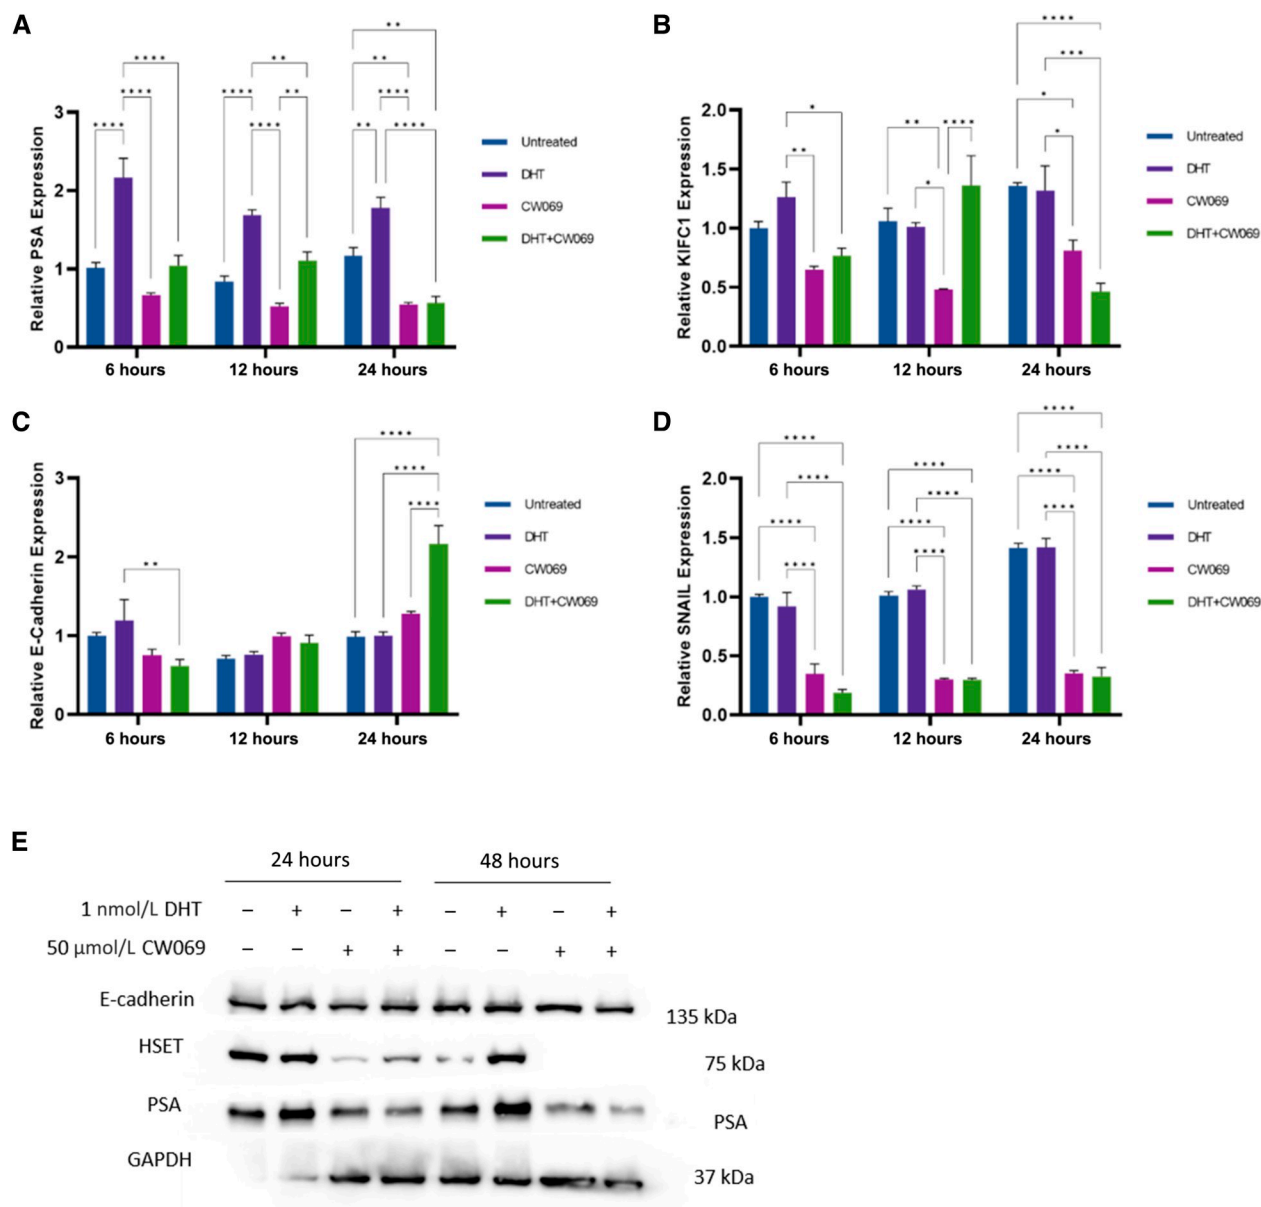 A
Relative PSA Expression
3
2
1
0
**
**** ** **
**** **** ** ****
**** **** ** ****
6 hours 12 hours 24 hours
Untreated
DHT
CW069
DHT+CW069
B
Relative KIFC1 Expression
2.0
1.5
1.0
0.5
0.0
****
***
* ** **** *
** * *
6 hours 12 hours 24 hours
Untreated
DHT
CW069
DHT+CW069
C
Relative E-Cadherin Expression
3
2
1
0
****
****
****
**
6 hours 12 hours 24 hours
Untreated
DHT
CW069
DHT+CW069
D
Relative SNAIL Expression
2.0
1.5
1.0
0.5
0.0
**** **** ****
**** **** ****
**** **** ****
**** **** ****
6 hours 12 hours 24 hours
Untreated
DHT
CW069
DHT+CW069
E
24 hours 48 hours
1 nmol/L DHT − + − + − + − +
50 µmol/L CW069 − − + + − − + +
E-cadherin
135 kDa
HSET
75 kDa
PSA
PSA
GAPDH
37 kDa